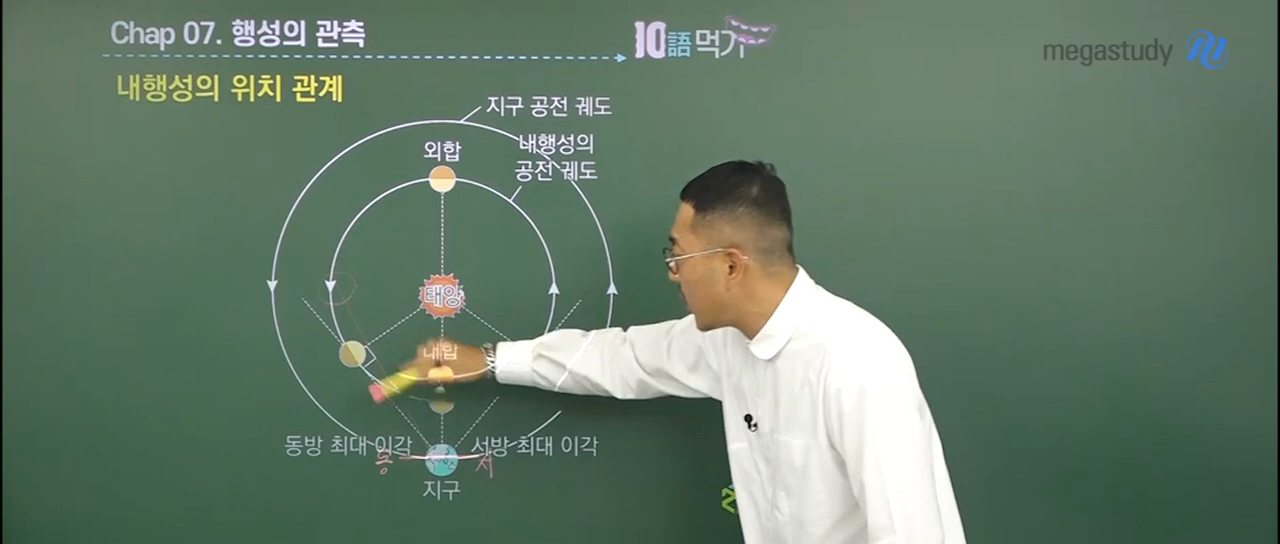 Chap 07. 행성의 관측
10語먹기
megastudy
내행성의 위치 관계
지구 공전 궤도
외합
내행성의
공전 궤도
태양
내합
동방 최대 이각
서방 최대 이각
동
서
지구